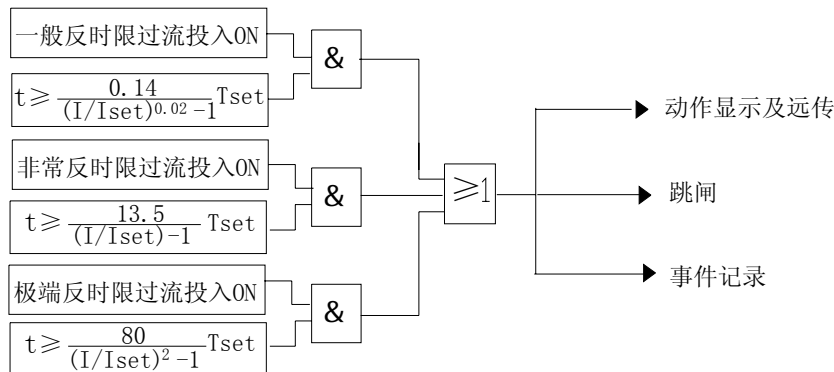 一般反时限过流投入ON
&
t≥0.14/((I/Iset)^0.02-1)Tset
动作显示及远传
非常反时限过流投入ON
&
≥1
跳闸
t≥13.5/((I/Iset)-1)Tset
事件记录
极端反时限过流投入ON
&
t≥80/((I/Iset)^2-1)Tset